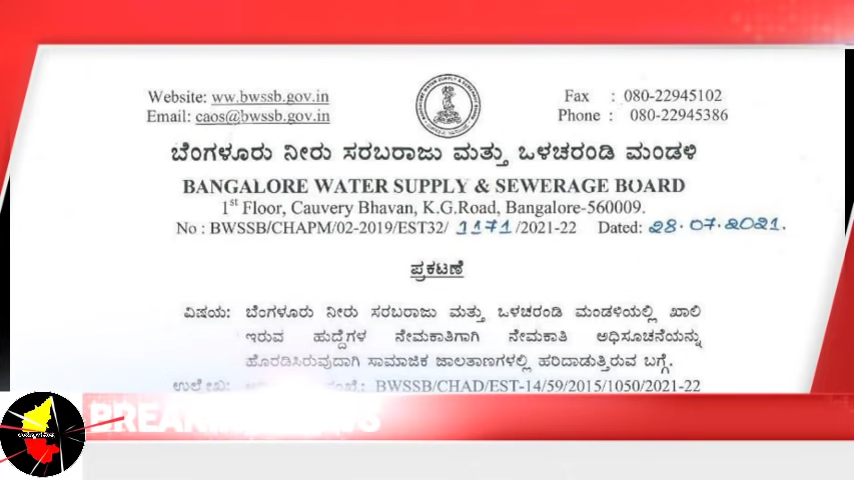 Website: ww.bwssb.gov.in
Email: caos@bwssb.gov.in
Fax : 080-22945102
Phone : 080-22945386
ಬೆಂಗಳೂರು ನೀರು ಸರಬರಾಜು ಮತ್ತು ಒಳಚರಂಡಿ ಮಂಡಳಿ
BANGALORE WATER SUPPLY & SEWERAGE BOARD
1st Floor, Cauvery Bhavan, K.G.Road, Bangalore-560009.
No : BWSSB/CHAPM/02-2019/EST32/ 1171 /2021-22 Dated: 28.07.2021.
ಪ್ರಕಟಣೆ
ವಿಷಯ: ಬೆಂಗಳೂರು ನೀರು ಸರಬರಾಜು ಮತ್ತು ಒಳಚರಂಡಿ ಮಂಡಳಿಯಲ್ಲಿ ಖಾಲಿ
ಇರುವ ಹುದ್ದೆಗಳ ನೇಮಕಾತಿಗಾಗಿ ನೇಮಕಾತಿ ಅಧಿಸೂಚನೆಯನ್ನು
ಹೊರಡಿಸಿರುವುದಾಗಿ ಸಾಮಾಜಿಕ ಜಾಲತಾಣಗಳಲ್ಲಿ ಹರಿದಾಡುತ್ತಿರುವ ಬಗ್ಗೆ.
ಉಲ್ಲೇಖ: BWSSB/CHAD/EST-14/59/2015/1050/2021-22
BREAKING NEWS